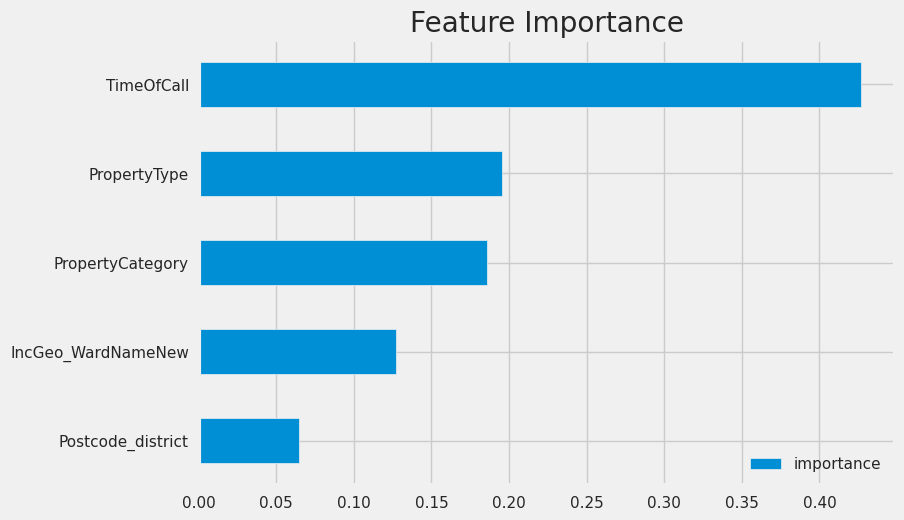 Feature Importance
TimeOfCall
PropertyType
PropertyCategory
IncGeo_WardNameNew
Postcode_district
importance
0.00 0.05 0.10 0.15 0.20 0.25 0.30 0.35 0.40